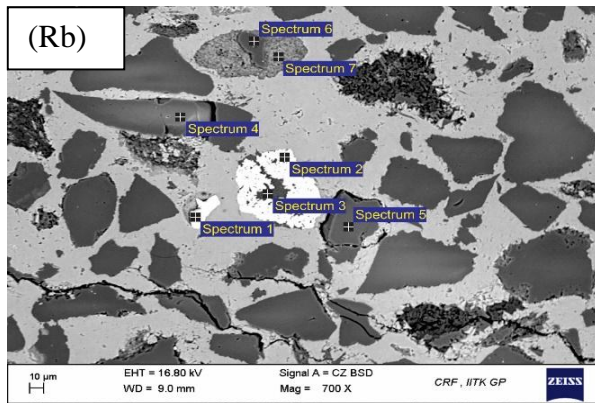 (Rb)
Spectrum 6
Spectrum 7
Spectrum 4
Spectrum 2
Spectrum 3
Spectrum 5
Spectrum 1
10 µm
EHT = 16.80 kV
Signal A = CZ BSD
WD = 9.0 mm
Mag = 700 X
CRF, IITK GP
ZEISS